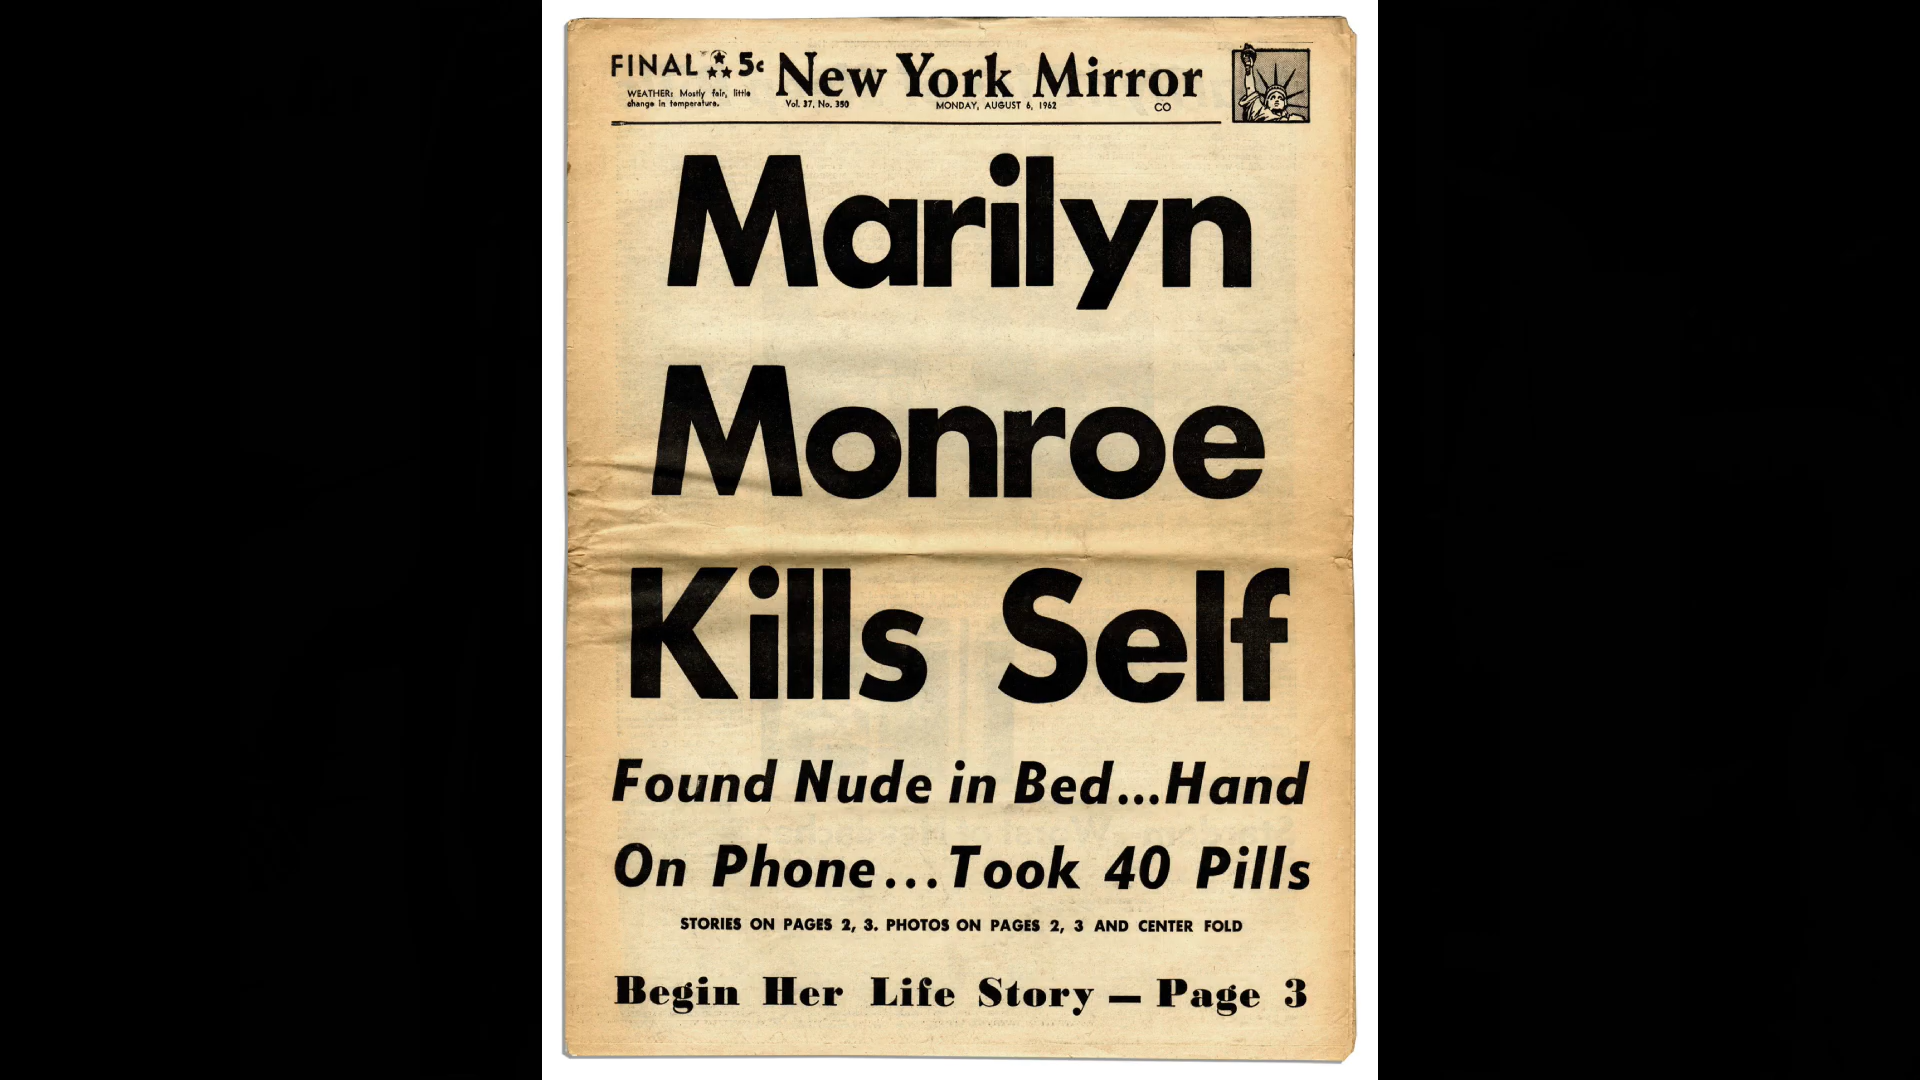 FINAL 5¢ New York Mirror
WEATHER: Mostly fair, little
change in temperature.
Vol. 37, No. 350 MONDAY, AUGUST 6, 1962 CO
Marilyn
Monroe
Kills Self
Found Nude in Bed...Hand
On Phone...Took 40 Pills
STORIES ON PAGES 2, 3. PHOTOS ON PAGES 2, 3 AND CENTER FOLD
Begin Her Life Story — Page 3